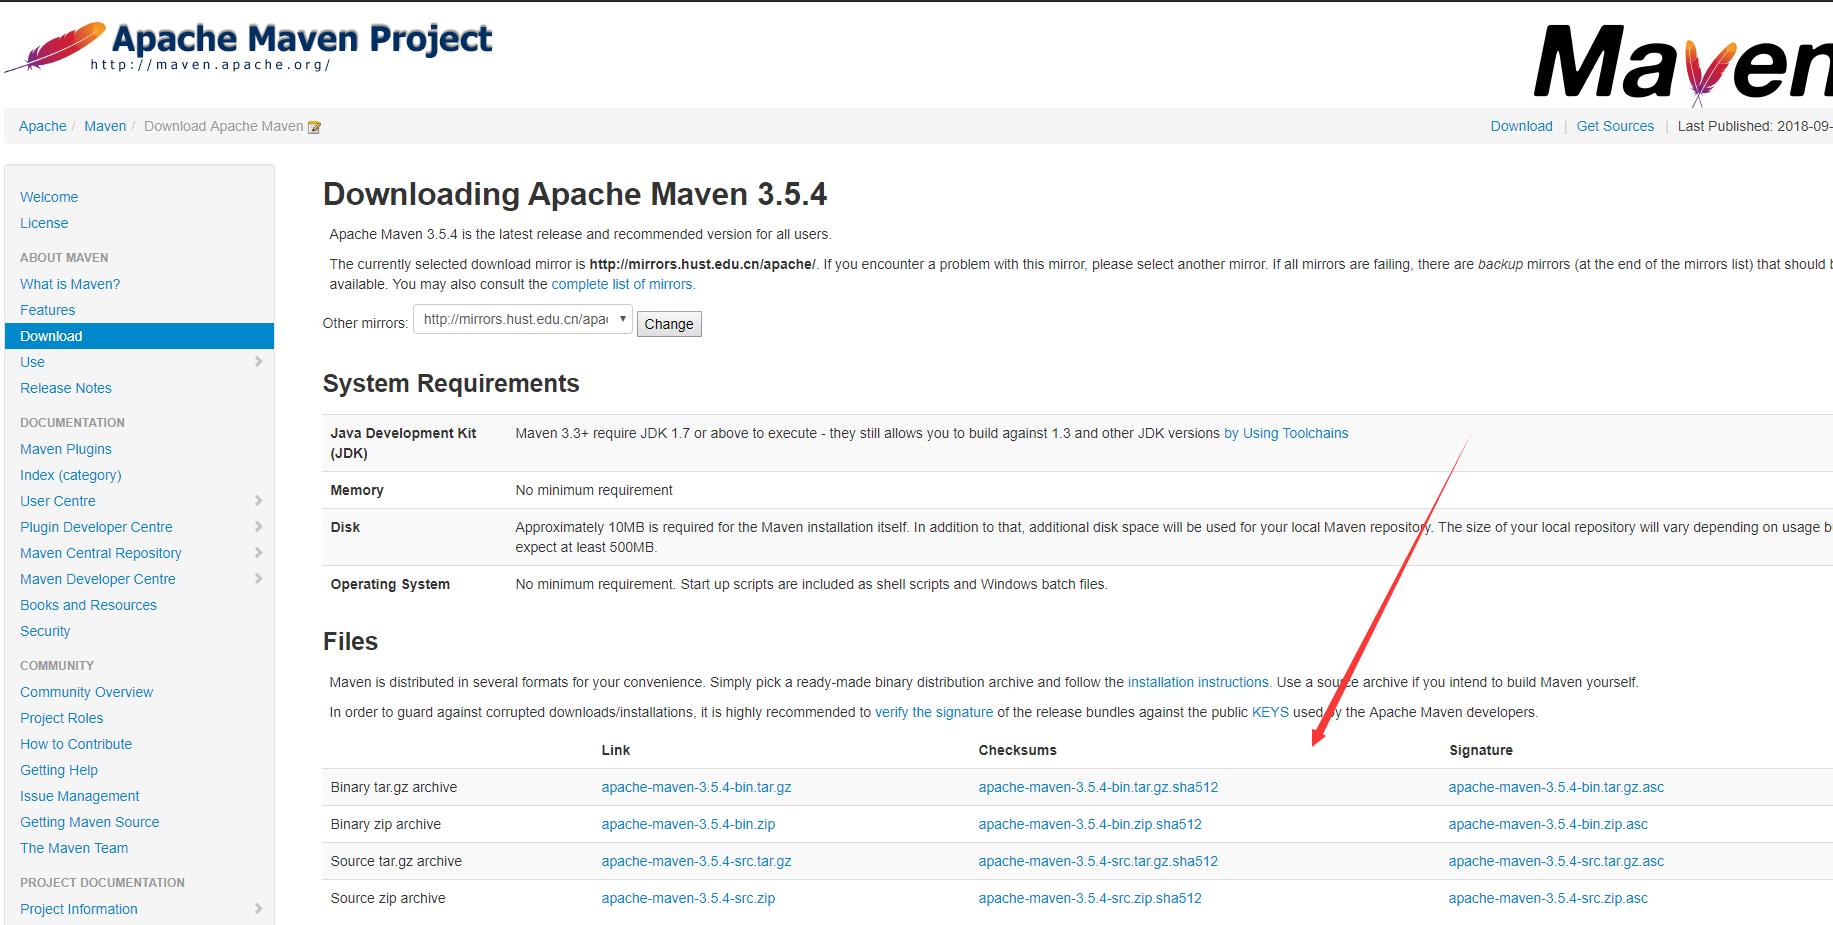 Apache Maven Project
http://maven.apache.org/
Maven
Apache / Maven / Download Apache Maven
Download | Get Sources | Last Published: 2018-09-
Welcome
License
ABOUT MAVEN
What is Maven?
Features
Download
Use
Release Notes
DOCUMENTATION
Maven Plugins
Index (category)
User Centre
Plugin Developer Centre
Maven Central Repository
Maven Developer Centre
Books and Resources
Security
COMMUNITY
Community Overview
Project Roles
How to Contribute
Getting Help
Issue Management
Getting Maven Source
The Maven Team
PROJECT DOCUMENTATION
Project Information
Downloading Apache Maven 3.5.4
Apache Maven 3.5.4 is the latest release and recommended version for all users.
The currently selected download mirror is http://mirrors.hust.edu.cn/apache/. If you encounter a problem with this mirror, please select another mirror. If all mirrors are failing, there are backup mirrors (at the end of the mirrors list) that should b
available. You may also consult the complete list of mirrors.
Other mirrors: http://mirrors.hust.edu.cn/apac Change
System Requirements
Java Development Kit Maven 3.3+ require JDK 1.7 or above to execute - they still allows you to build against 1.3 and other JDK versions by Using Toolchains
(JDK)
Memory No minimum requirement
Disk Approximately 10MB is required for the Maven installation itself. In addition to that, additional disk space will be used for your local Maven repository. The size of your local repository will vary depending on usage b
expect at least 500MB.
Operating System No minimum requirement. Start up scripts are included as shell scripts and Windows batch files.
Files
Maven is distributed in several formats for your convenience. Simply pick a ready-made binary distribution archive and follow the installation instructions. Use a source archive if you intend to build Maven yourself.
In order to guard against corrupted downloads/installations, it is highly recommended to verify the signature of the release bundles against the public KEYS used by the Apache Maven developers.
Link Checksums Signature
Binary tar.gz archive apache-maven-3.5.4-bin.tar.gz apache-maven-3.5.4-bin.tar.gz.sha512 apache-maven-3.5.4-bin.tar.gz.asc
Binary zip archive apache-maven-3.5.4-bin.zip apache-maven-3.5.4-bin.zip.sha512 apache-maven-3.5.4-bin.zip.asc
Source tar.gz archive apache-maven-3.5.4-src.tar.gz apache-maven-3.5.4-src.tar.gz.sha512 apache-maven-3.5.4-src.tar.gz.asc
Source zip archive apache-maven-3.5.4-src.zip apache-maven-3.5.4-src.zip.sha512 apache-maven-3.5.4-src.zip.asc